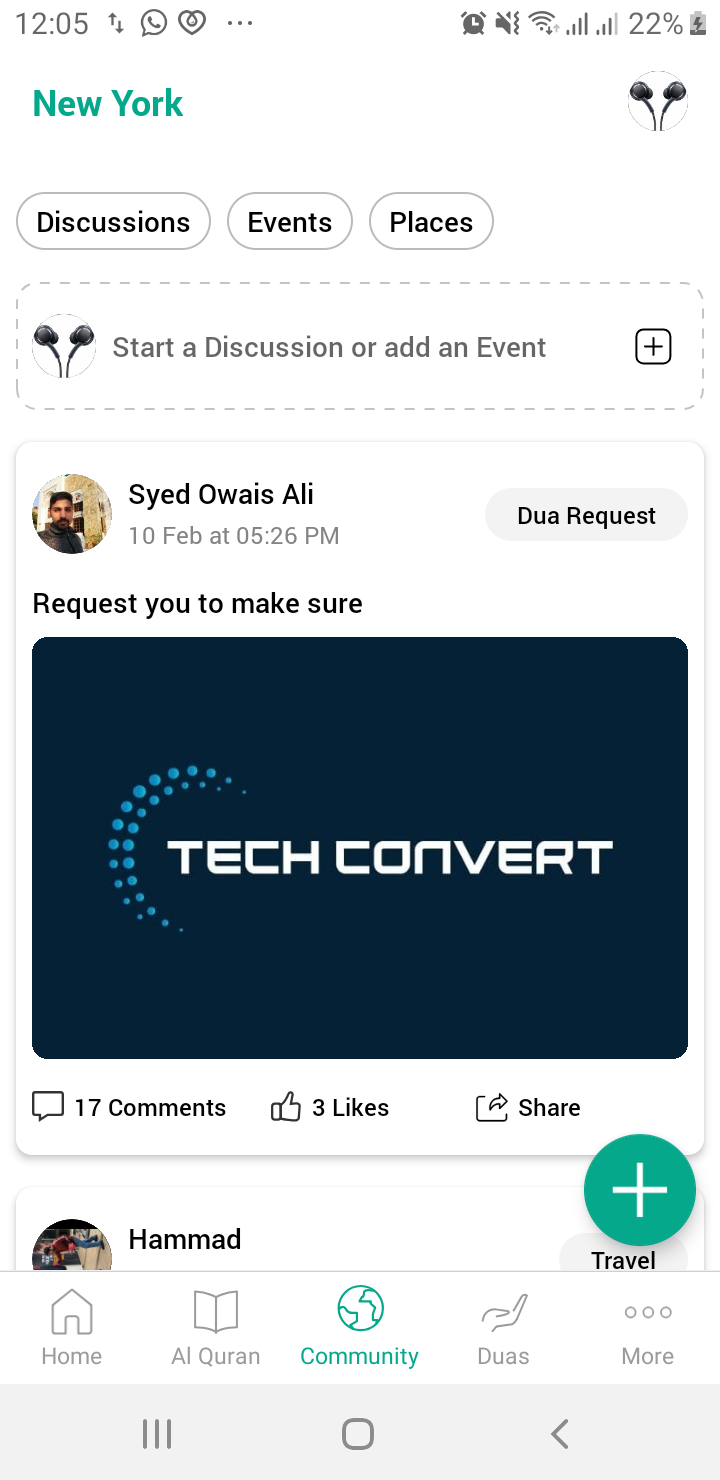 12:05 22%
New York
Discussions Events Places
Start a Discussion or add an Event
Syed Owais Ali
10 Feb at 05:26 PM
Dua Request
Request you to make sure
TECH CONVERT
17 Comments 3 Likes Share
Hammad
Travel
Home Al Quran Community Duas More